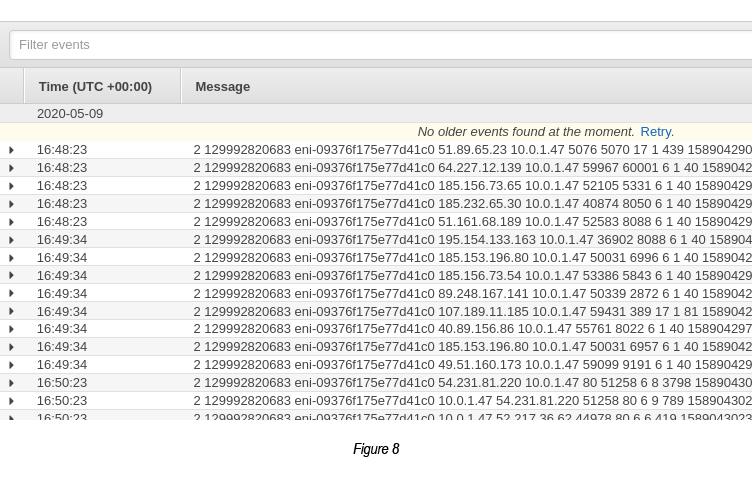 Filter events
Time (UTC +00:00) Message
2020-05-09
No older events found at the moment. Retry.
16:48:23 2 129992820683 eni-09376f175e77d41c0 51.89.65.23 10.0.1.47 5076 5070 17 1 439 158904290
16:48:23 2 129992820683 eni-09376f175e77d41c0 64.227.12.139 10.0.1.47 59967 60001 6 1 40 15890429
16:48:23 2 129992820683 eni-09376f175e77d41c0 185.156.73.65 10.0.1.47 52105 5331 6 1 40 15890429
16:48:23 2 129992820683 eni-09376f175e77d41c0 185.232.65.30 10.0.1.47 40874 8050 6 1 40 15890429
16:48:23 2 129992820683 eni-09376f175e77d41c0 51.161.68.189 10.0.1.47 52583 8088 6 1 40 15890429
16:49:34 2 129992820683 eni-09376f175e77d41c0 195.154.133.163 10.0.1.47 36902 8088 6 1 40 1589042
16:49:34 2 129992820683 eni-09376f175e77d41c0 185.153.196.80 10.0.1.47 50031 6996 6 1 40 1589042
16:49:34 2 129992820683 eni-09376f175e77d41c0 185.156.73.54 10.0.1.47 53386 5843 6 1 40 15890429
16:49:34 2 129992820683 eni-09376f175e77d41c0 89.248.167.141 10.0.1.47 50339 2872 6 1 40 1589042
16:49:34 2 129992820683 eni-09376f175e77d41c0 107.189.11.185 10.0.1.47 59431 389 17 1 81 1589042
16:49:34 2 129992820683 eni-09376f175e77d41c0 40.89.156.86 10.0.1.47 55761 8022 6 1 40 158904297
16:49:34 2 129992820683 eni-09376f175e77d41c0 185.153.196.80 10.0.1.47 50031 6957 6 1 40 1589042
16:49:34 2 129992820683 eni-09376f175e77d41c0 49.51.160.173 10.0.1.47 59099 9191 6 1 40 15890429
16:50:23 2 129992820683 eni-09376f175e77d41c0 54.231.81.220 10.0.1.47 80 51258 6 8 3798 15890430
16:50:23 2 129992820683 eni-09376f175e77d41c0 10.0.1.47 54.231.81.220 51258 80 6 9 789 158904302
16:50:23 2 129992820683 eni-09376f175e77d41c0 10.0.1.47 52.217.36.62 44978 80 6 6 419 1589043023
Figure 8